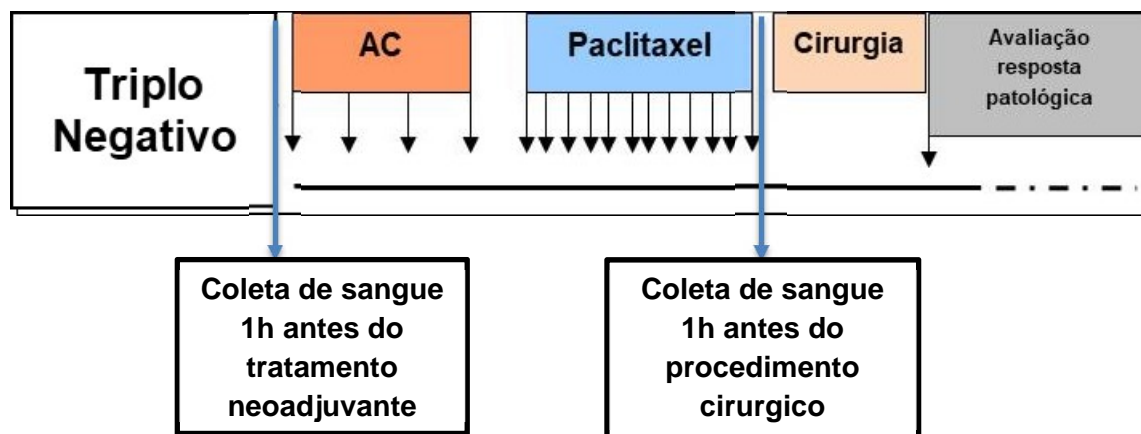 Triplo
Negativo
AC
Paclitaxel
Cirurgia
Avaliação
resposta
patológica
Coleta de sangue
1h antes do
tratamento
neoadjuvante
Coleta de sangue
1h antes do
procedimento
cirurgico